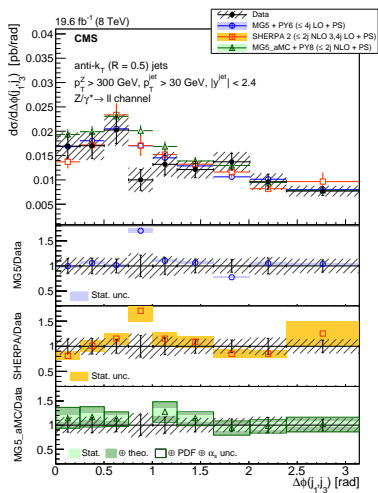 19.6 fb⁻¹ (8 TeV)
Data
MG5 + PY6 (≤ 4j LO + PS)
SHERPA 2 (≤ 2j NLO 3,4j LO + PS)
MG5_aMC + PY8 (≤ 2j NLO + PS)
CMS
anti-k_T (R = 0.5) jets
p_T^Z > 300 GeV, p_T^jet > 30 GeV, |y^jet| < 2.4
Z/γ* → ll channel
dσ/dΔϕ(j₁,j₃) [pb/rad]
0.03
0.025
0.02
0.015
0.01
0.005
MG5/Data
1.5
1
0.5
Stat. unc.
SHERPA/Data
1.5
1
0.5
Stat. unc.
MG5_aMC/Data
1.5
1
0.5
Stat. ⊕ theo. ⊕ PDF ⊕ αₛ unc.
0 0.5 1 1.5 2 2.5 3
Δϕ(j₁,j₃) [rad]